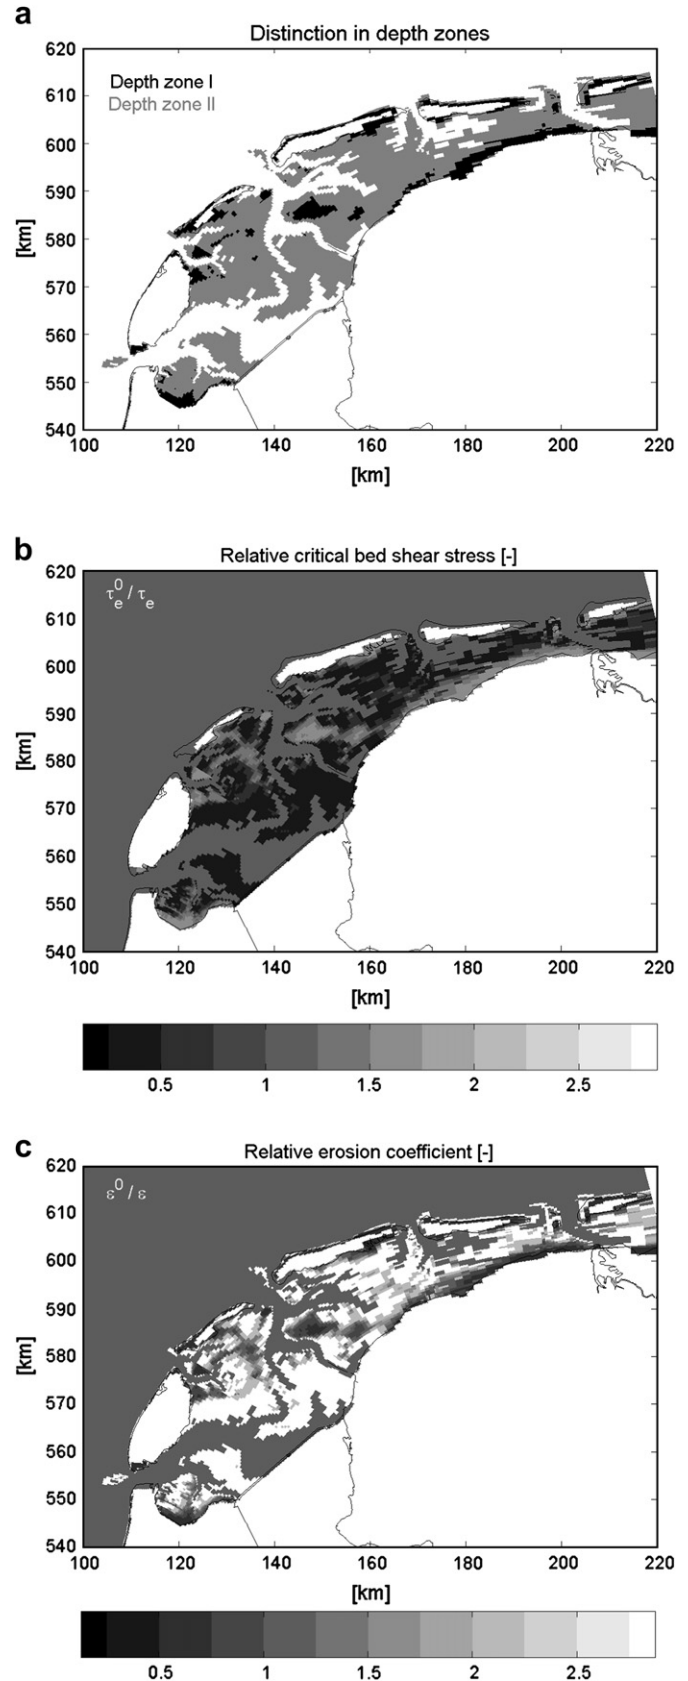 a
Distinction in depth zones
Depth zone I
Depth zone II
620
610
600
590
580
570
560
550
540
[km]
100 120 140 160 180 200 220
[km]
b
Relative critical bed shear stress [-]
τe0 / τe
620
610
600
590
580
570
560
550
540
[km]
100 120 140 160 180 200 220
[km]
0.5 1 1.5 2 2.5
c
Relative erosion coefficient [-]
ε0 / ε
620
610
600
590
580
570
560
550
540
[km]
100 120 140 160 180 200 220
[km]
0.5 1 1.5 2 2.5